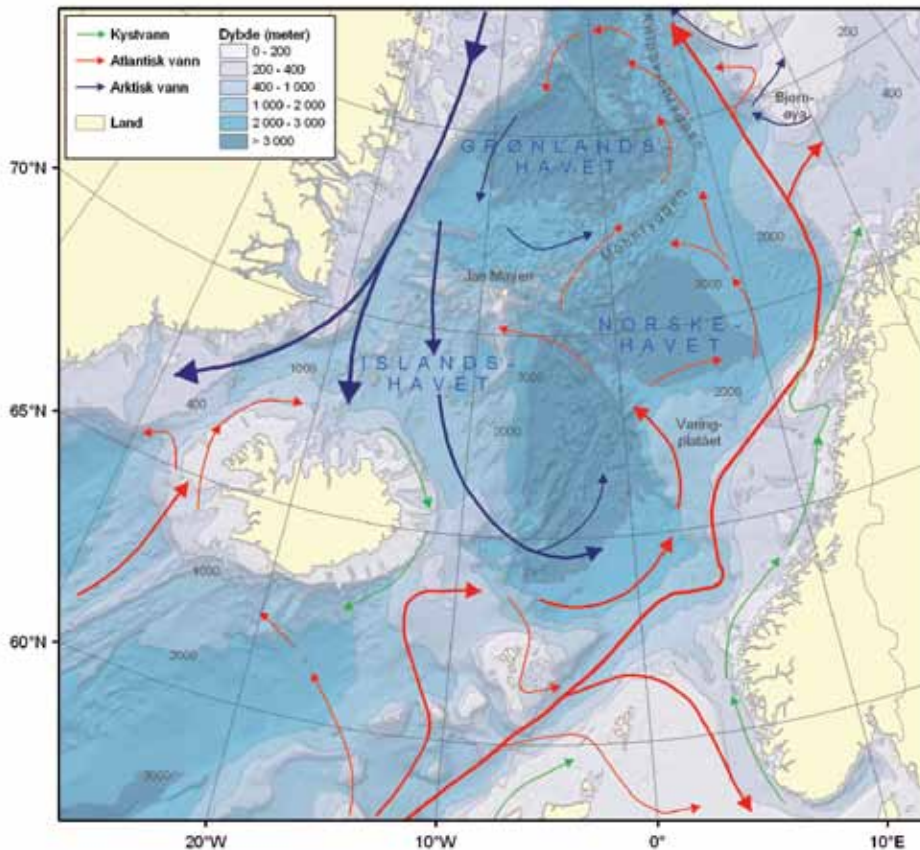 Kystvann
Atlantisk vann
Arktisk vann
Land
Dybde (meter)
0 - 200
200 - 400
400 - 1 000
1 000 - 2 000
2 000 - 3 000
> 3 000
200
400
Bjørn-
øya
GRØNLANDS-
HAVET
Mohnsryggen
2000
3000
Jan Mayen
NORSKE-
HAVET
ISLANDS-
HAVET
1000
3000
2000
400
2000
1000
Vøring-
platået
1000
2000
3000
400
70°N
65°N
60°N
20°W
10°W
0°
10°E